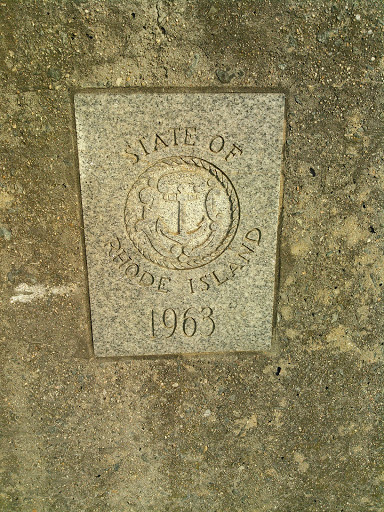 STATE OF
RHODE ISLAND
1963